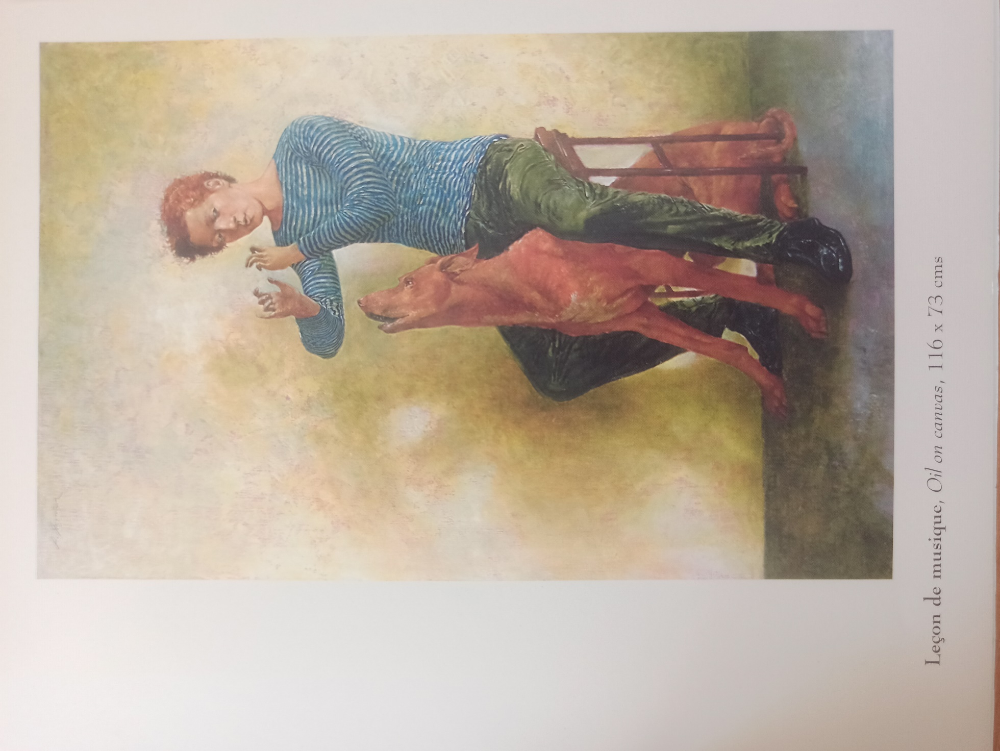 Leçon de musique, Oil on canvas, 116 x 73 cms